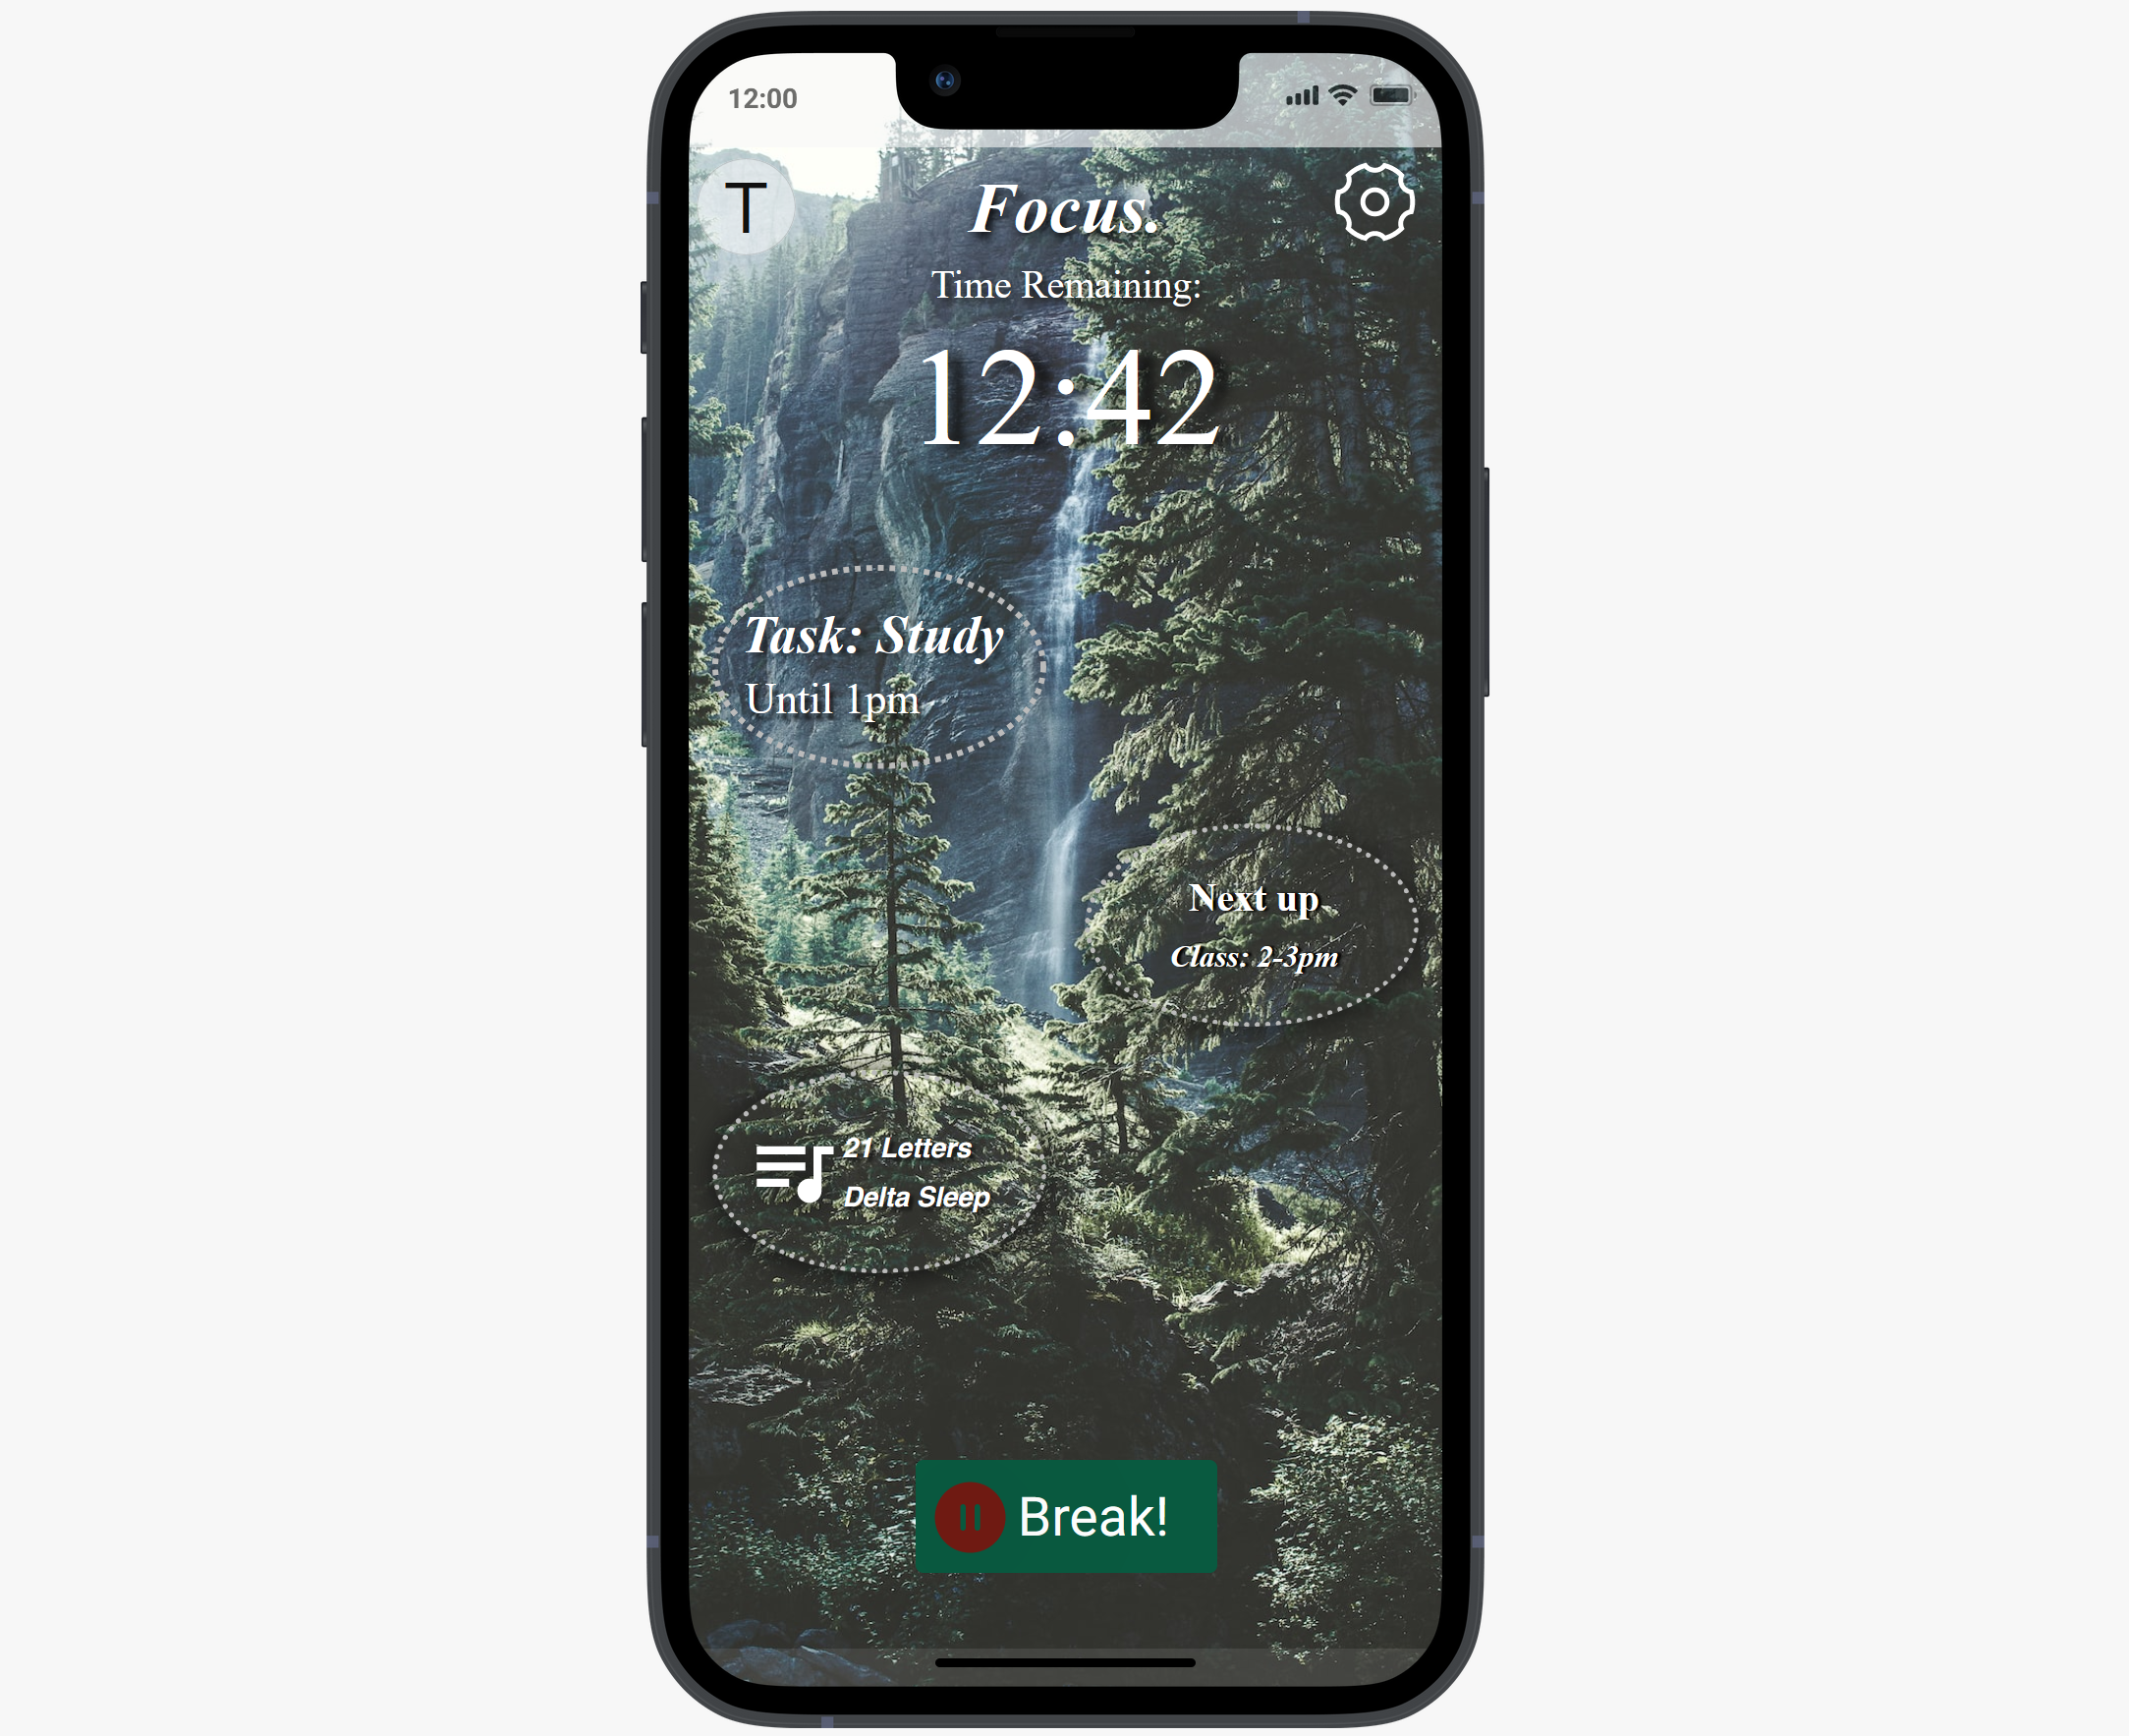 12:00
T
Focus.
Time Remaining:
12:42
Task: Study
Until 1pm
Next up
Class: 2-3pm
21 Letters
Delta Sleep
Break!